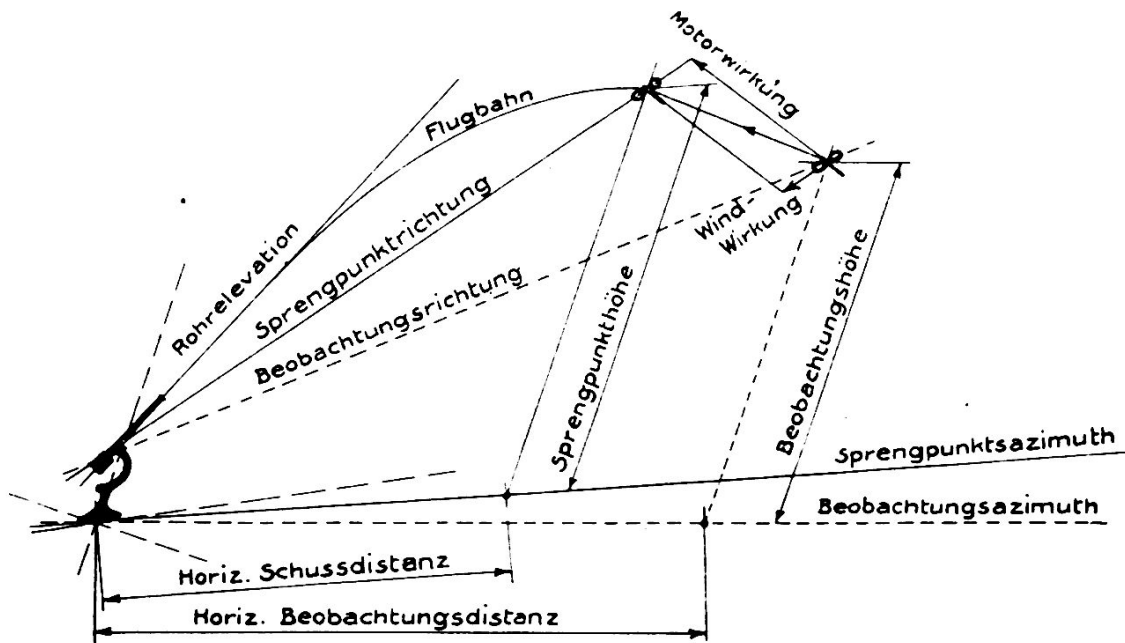 Motorwirkung
Flugbahn
Sprengpunktrichtung
Rohrelevation
Beobachtungsrichtung
Wind-
Wirkung
Sprengpunkthöhe
Beobachtungshöhe
Sprengpunktsazimuth
Beobachtungsazimuth
Horiz. Schussdistanz
Horiz. Beobachtungsdistanz